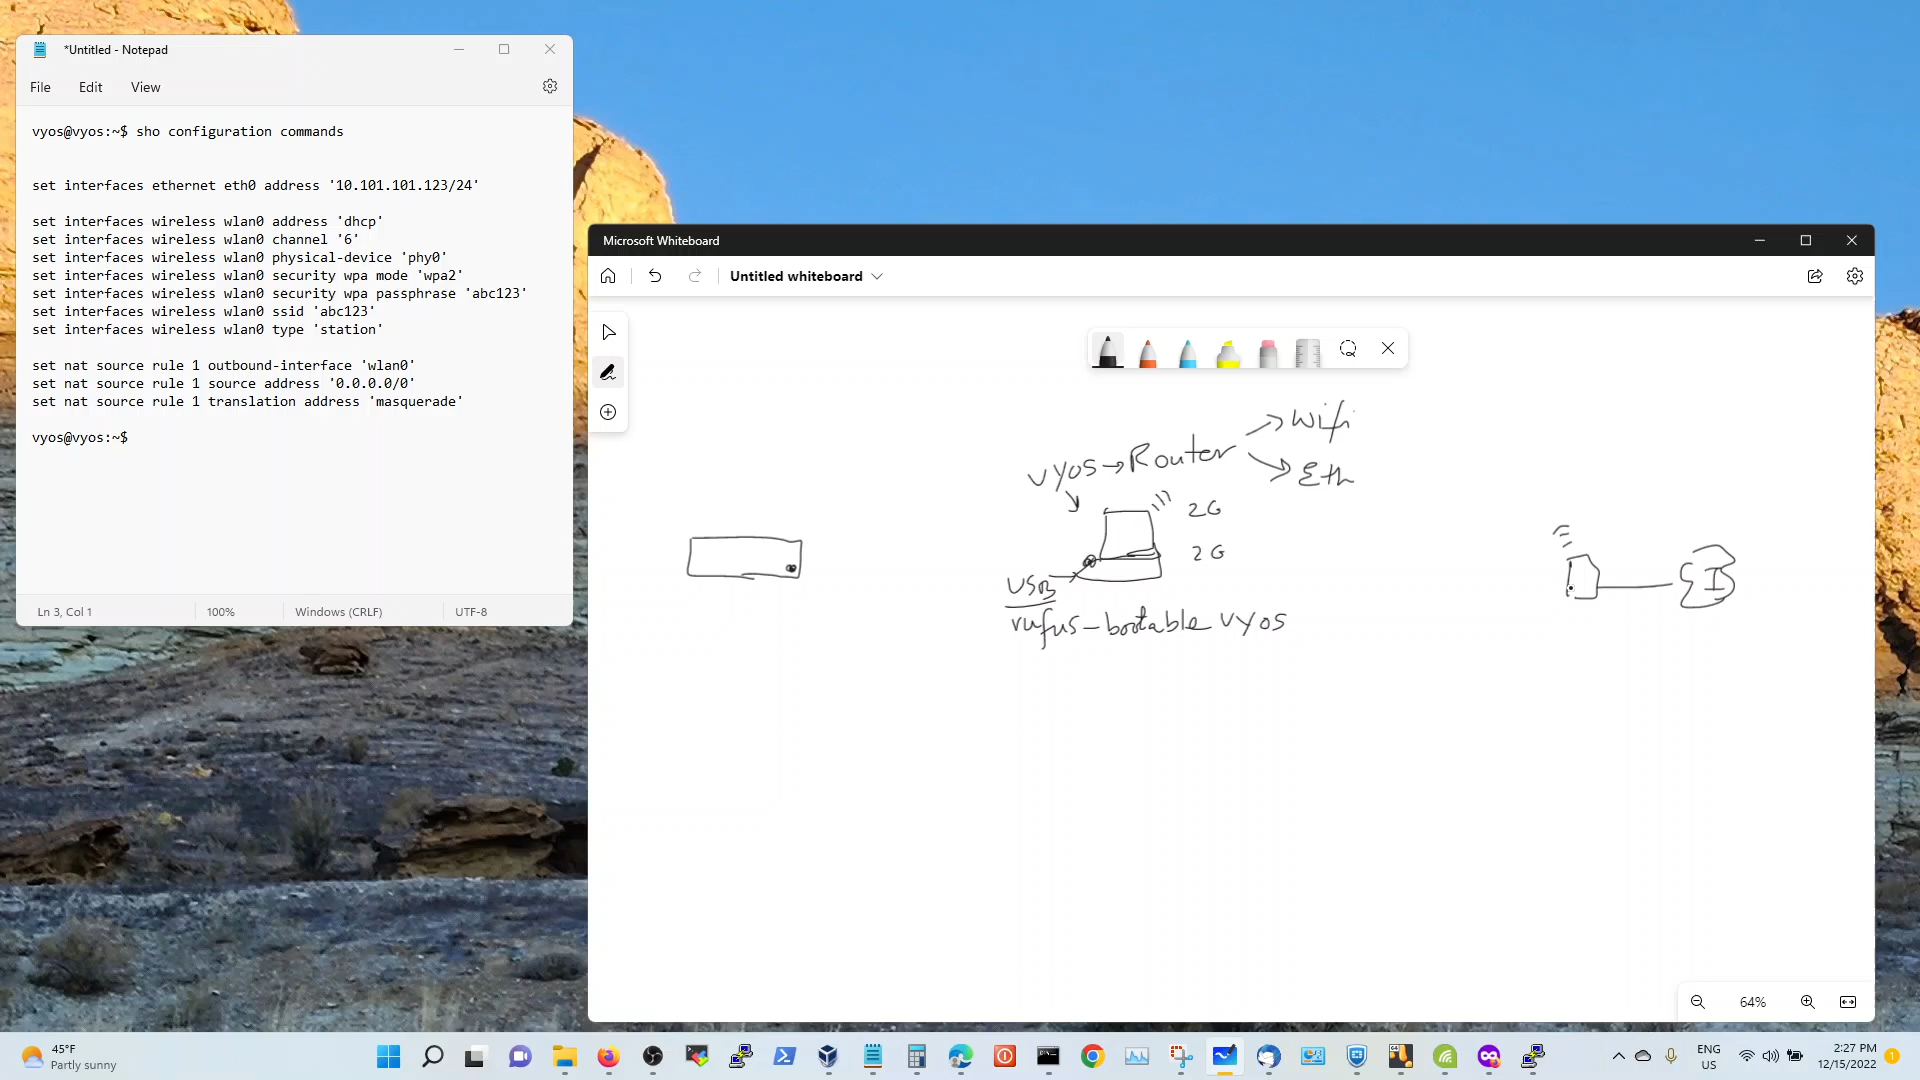 *Untitled - Notepad
File Edit View
vyos@vyos:~$ sho configuration commands
set interfaces ethernet eth0 address '10.101.101.123/24'
set interfaces wireless wlan0 address 'dhcp'
set interfaces wireless wlan0 channel '6'
set interfaces wireless wlan0 physical-device 'phy0'
set interfaces wireless wlan0 security wpa mode 'wpa2'
set interfaces wireless wlan0 security wpa passphrase 'abc123'
set interfaces wireless wlan0 ssid 'abc123'
set interfaces wireless wlan0 type 'station'
set nat source rule 1 outbound-interface 'wlan0'
set nat source rule 1 source address '0.0.0.0/0'
set nat source rule 1 translation address 'masquerade'
vyos@vyos:~$
Ln 3, Col 1 100% Windows (CRLF) UTF-8
Microsoft Whiteboard
Untitled whiteboard
Wifi
VYOS→Router
Eth
2G
2G
USB
rufus-bootable VYOS
I
64%
45°F
Partly sunny
ENG
US
2:27 PM
12/15/2022
1